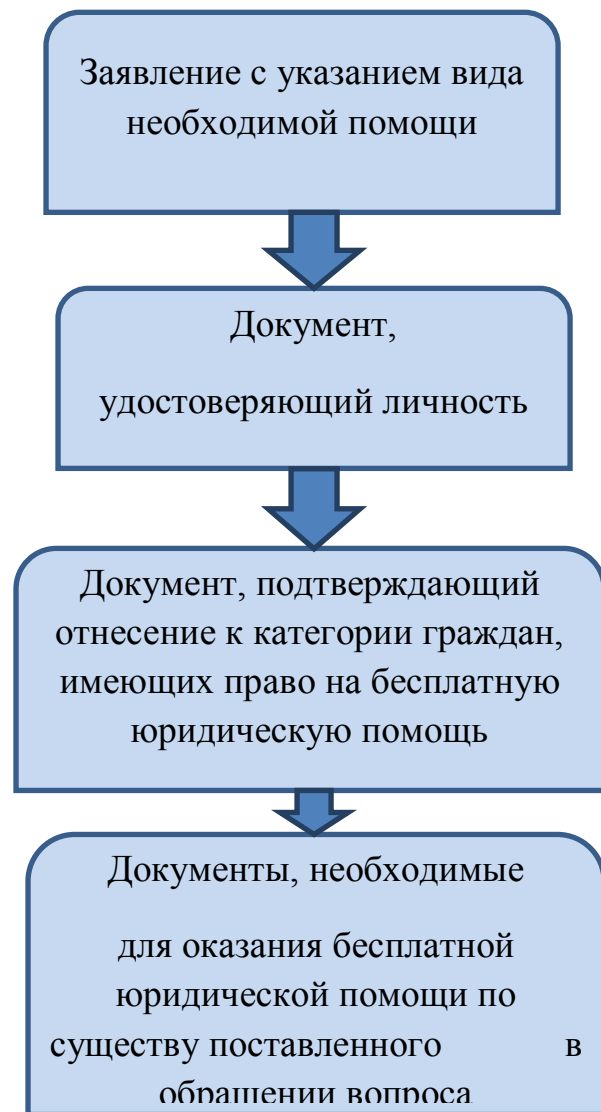 Заявление с указанием вида
необходимой помощи
Документ,
удостоверяющий личность
Документ, подтверждающий
отнесение к категории граждан,
имеющих право на бесплатную
юридическую помощь
Документы, необходимые
для оказания бесплатной
юридической помощи по
существу поставленного в
обращении вопроса